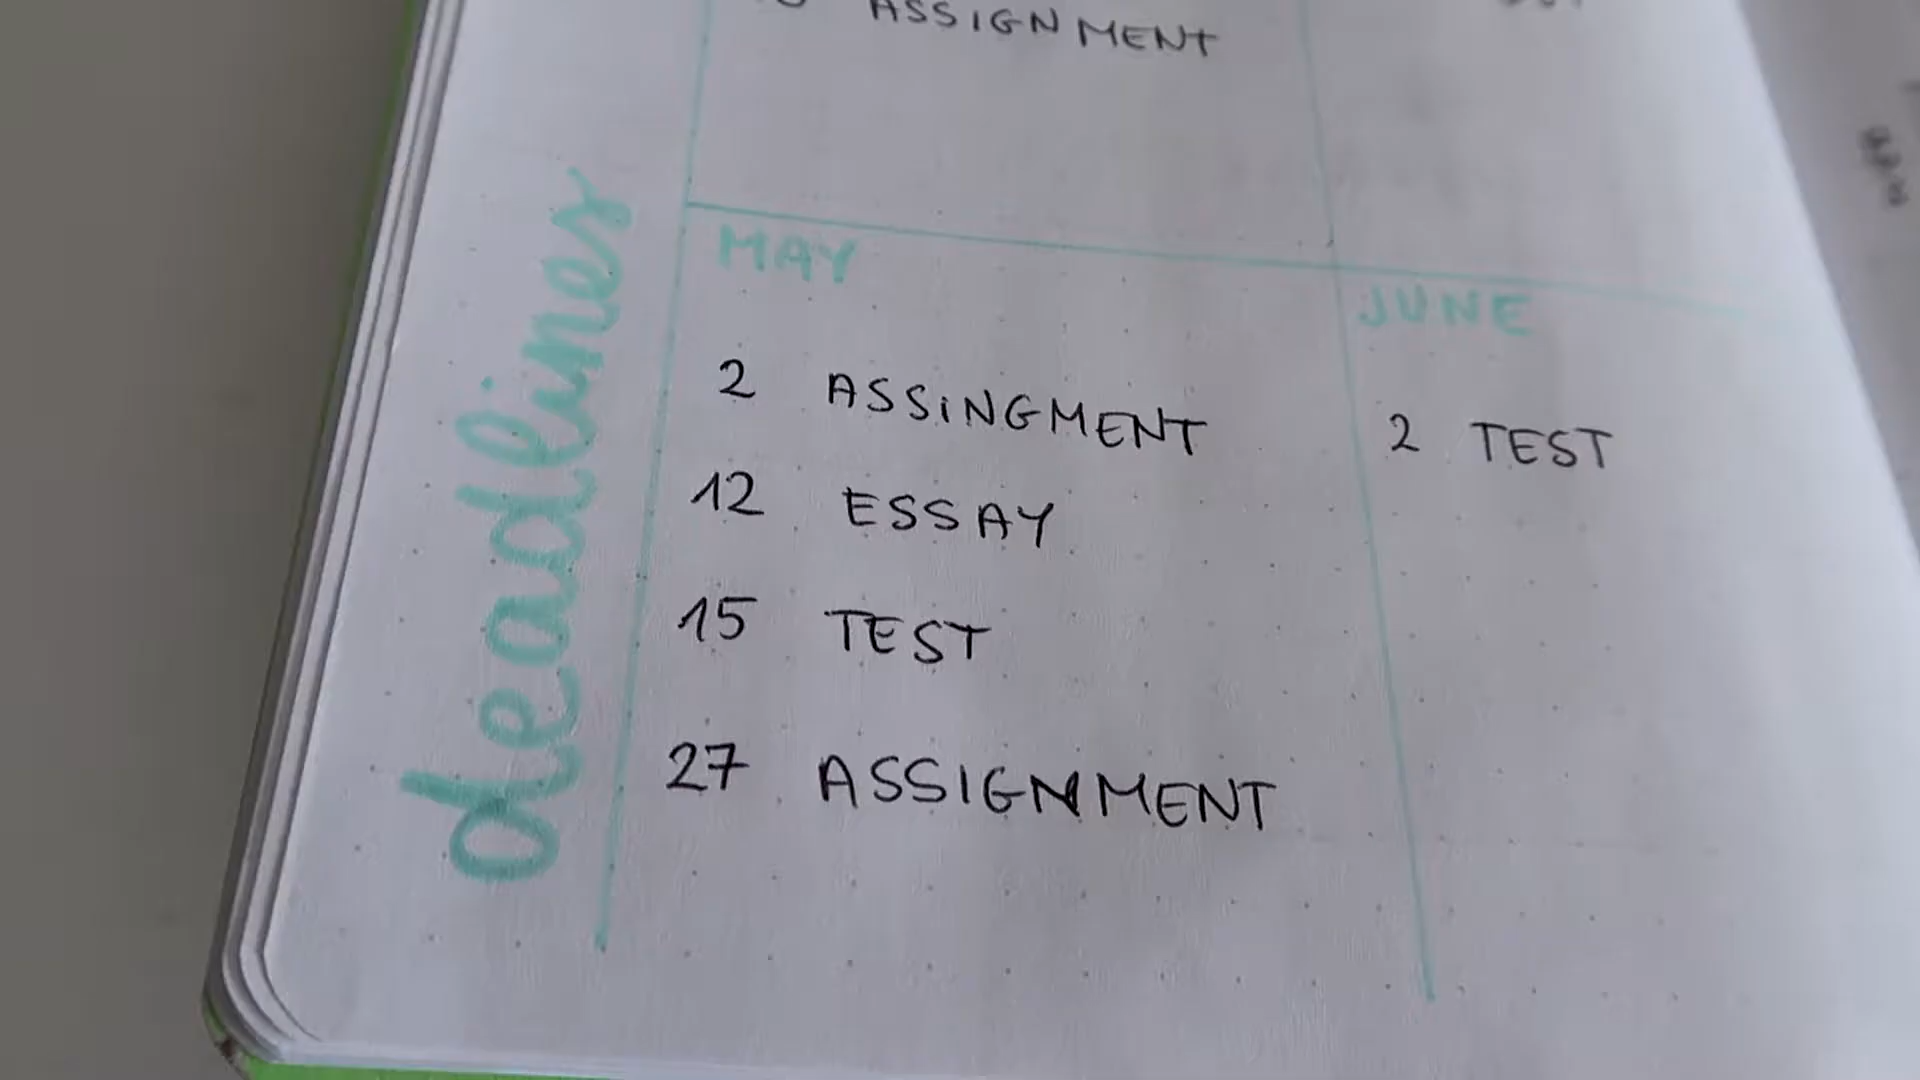 ASSIGNMENT
deadlines
MAY
2 ASSiNGMENT
12 ESSAY
15 TEST
27 ASSIGNMENT
JUNE
2 TEST